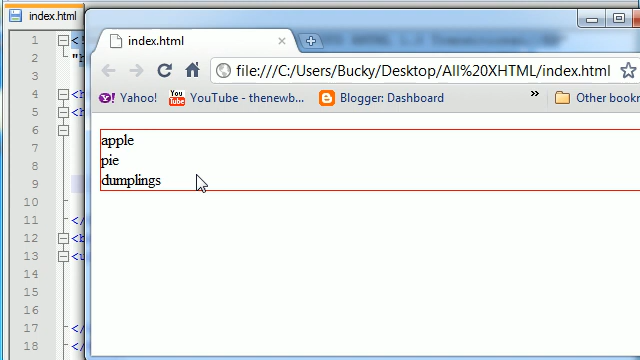 index.html
index.html
file:///C:/Users/Bucky/Desktop/All%20XHTML/index.html
Yahoo! YouTube - thenewb... Blogger: Dashboard » Other bookm
apple
pie
dumplings
1 <!
2 "h
3
4 <h
5 <h
6
7
8
9
10
11 </
12 <b
13 <u
14
15
16
17 </
18 </